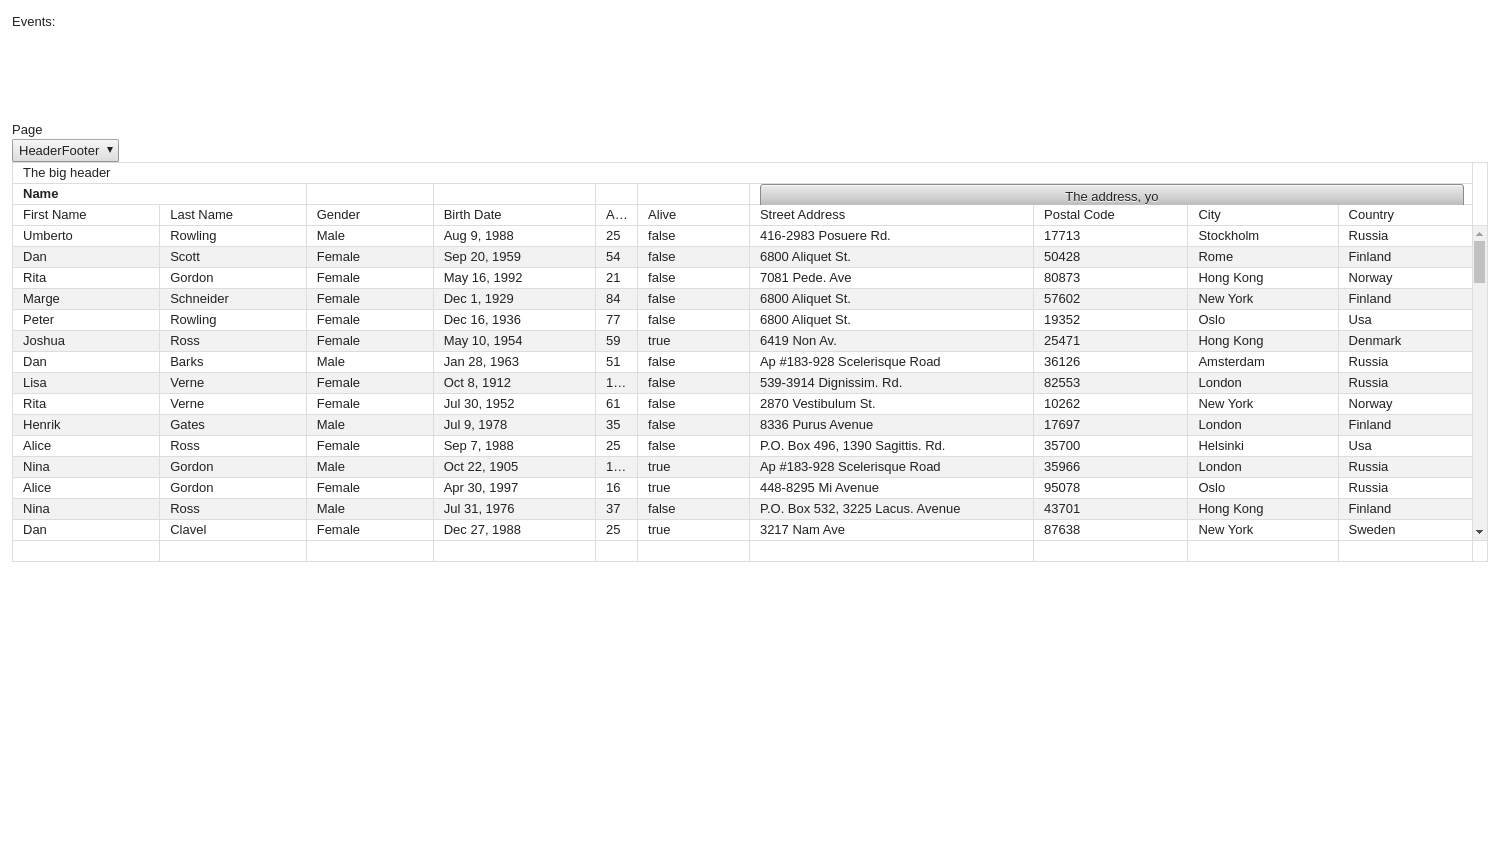 Events:
Page
HeaderFooter
The big header
Name The address, yo
First Name Last Name Gender Birth Date A… Alive Street Address Postal Code City Country
Umberto Rowling Male Aug 9, 1988 25 false 416-2983 Posuere Rd. 17713 Stockholm Russia
Dan Scott Female Sep 20, 1959 54 false 6800 Aliquet St. 50428 Rome Finland
Rita Gordon Female May 16, 1992 21 false 7081 Pede. Ave 80873 Hong Kong Norway
Marge Schneider Female Dec 1, 1929 84 false 6800 Aliquet St. 57602 New York Finland
Peter Rowling Female Dec 16, 1936 77 false 6800 Aliquet St. 19352 Oslo Usa
Joshua Ross Female May 10, 1954 59 true 6419 Non Av. 25471 Hong Kong Denmark
Dan Barks Male Jan 28, 1963 51 false Ap #183-928 Scelerisque Road 36126 Amsterdam Russia
Lisa Verne Female Oct 8, 1912 1… false 539-3914 Dignissim. Rd. 82553 London Russia
Rita Verne Female Jul 30, 1952 61 false 2870 Vestibulum St. 10262 New York Norway
Henrik Gates Male Jul 9, 1978 35 false 8336 Purus Avenue 17697 London Finland
Alice Ross Female Sep 7, 1988 25 false P.O. Box 496, 1390 Sagittis. Rd. 35700 Helsinki Usa
Nina Gordon Male Oct 22, 1905 1… true Ap #183-928 Scelerisque Road 35966 London Russia
Alice Gordon Female Apr 30, 1997 16 true 448-8295 Mi Avenue 95078 Oslo Russia
Nina Ross Male Jul 31, 1976 37 false P.O. Box 532, 3225 Lacus. Avenue 43701 Hong Kong Finland
Dan Clavel Female Dec 27, 1988 25 true 3217 Nam Ave 87638 New York Sweden